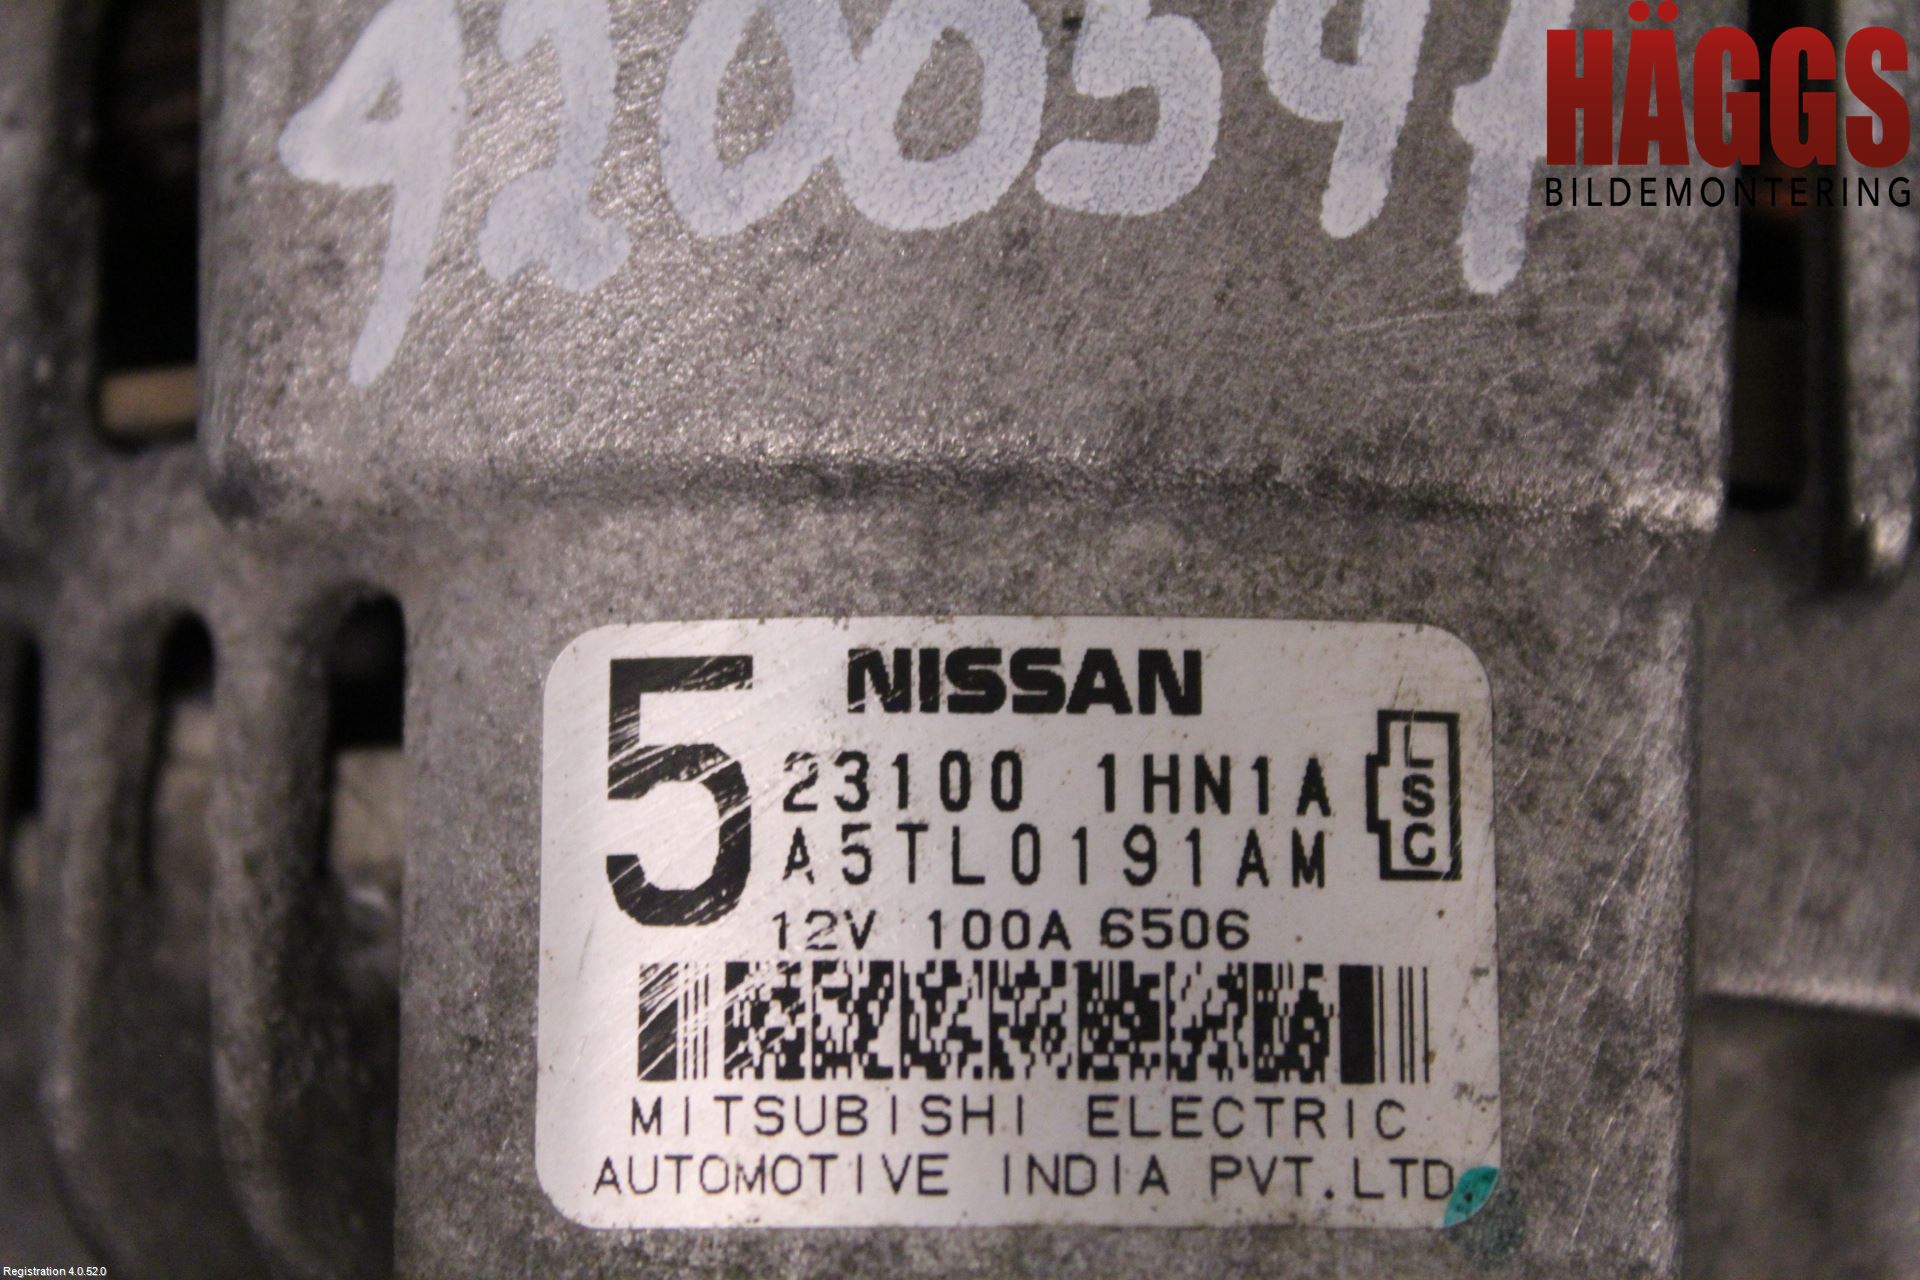 HÄGGS
BILDEMONTERING
5
NISSAN
23100 1HN1A
A5TL0191AM
L
S
C
12V 100A 6506
MITSUBISHI ELECTRIC
AUTOMOTIVE INDIA PVT.LTD
Registration 4.0.52.0